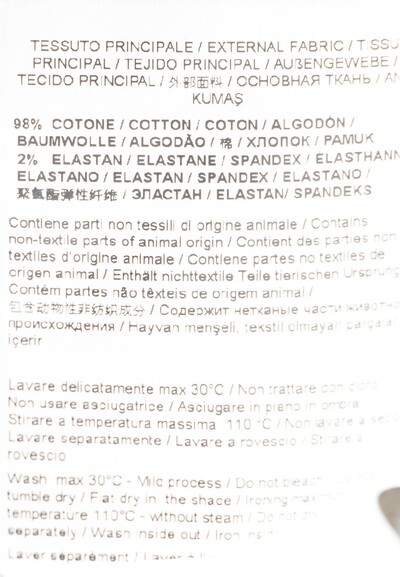 TESSUTO PRINCIPALE / EXTERNAL FABRIC / TISSU
PRINCIPAL / TEJIDO PRINCIPAL / AUßENGEWEBE /
TECIDO PRINCIPAL / 外部面料 / ОСНОВНАЯ ТКАНЬ / AN
KUMAŞ
98% COTONE / COTTON / COTON / ALGODÓN /
BAUMWOLLE / ALGODÃO / 棉 / ХЛОПОК / PAMUK
2% ELASTAN / ELASTANE / SPANDEX / ELASTHANN
ELASTANO / ELASTAN / SPANDEX / ELASTANO /
聚氨酯弹性纤维 / ЭЛАСТАН / ELASTAN/ SPANDEKS
Contiene parti non tessili di origine animale / Contains
non-textile parts of animal origin / Contient des parties non
textiles d'origine animale / Contiene partes no textiles de
origen animal / Enthält nichttextile Teile tierischen Ursprung
Contém partes não têxteis de origem animal /
包含动物性非纺织成分 / Содержит нетканые части животно
происхождения / Hayvan menşeli, tekstil olmayan parçalar
içerir
Lavare delicatamente max 30°C / Non trattare con cloro
Non usare asciugatrice / Asciugare in piano in ombra
Stirare a temperatura massima 110 °C / Non lavare a secco
Lavare separatamente / Lavare a rovescio / Stirare a
rovescio
Wash max 30°C - Mild process / Do not bleach
tumble dry / Flat dry in the shade / Ironing maximum
temperature 110°C - without steam / Do not
separately / Wash inside out / Iron
Laver séparément / Laver à